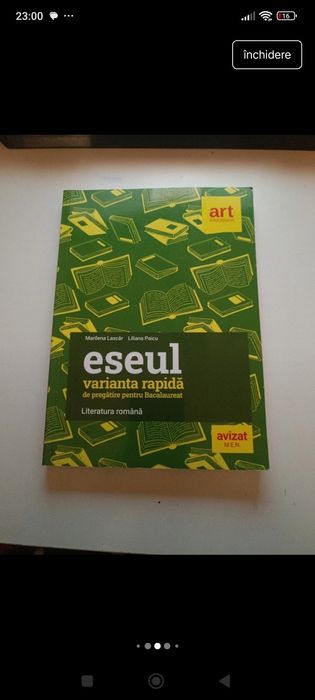 23:00
16
închidere
art
educațional
Marilena Lascăr Liliana Paicu
eseul
varianta rapidă
de pregătire pentru Bacalaureat
Literatura română
avizat
M.E.N.